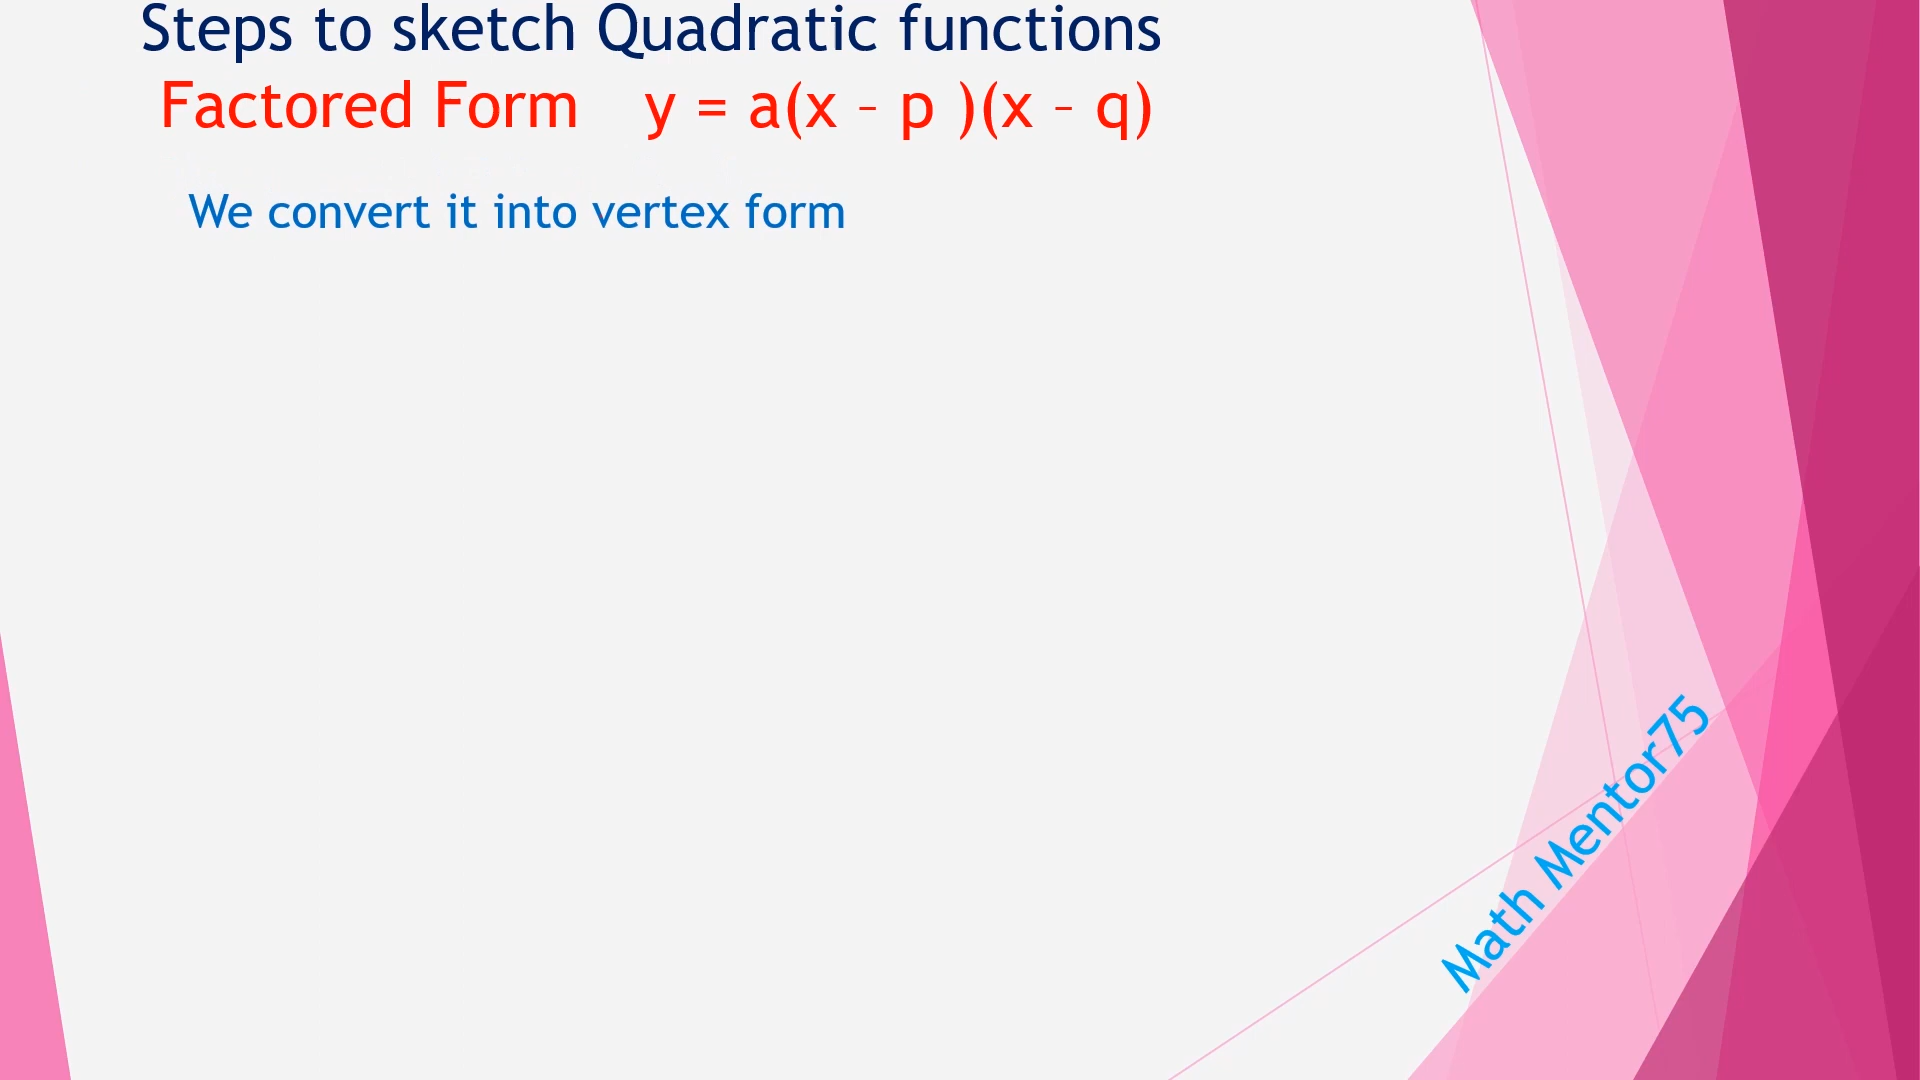 Steps to sketch Quadratic functions
Factored Form y = a(x – p )(x – q)
We convert it into vertex form
Math Mentor75